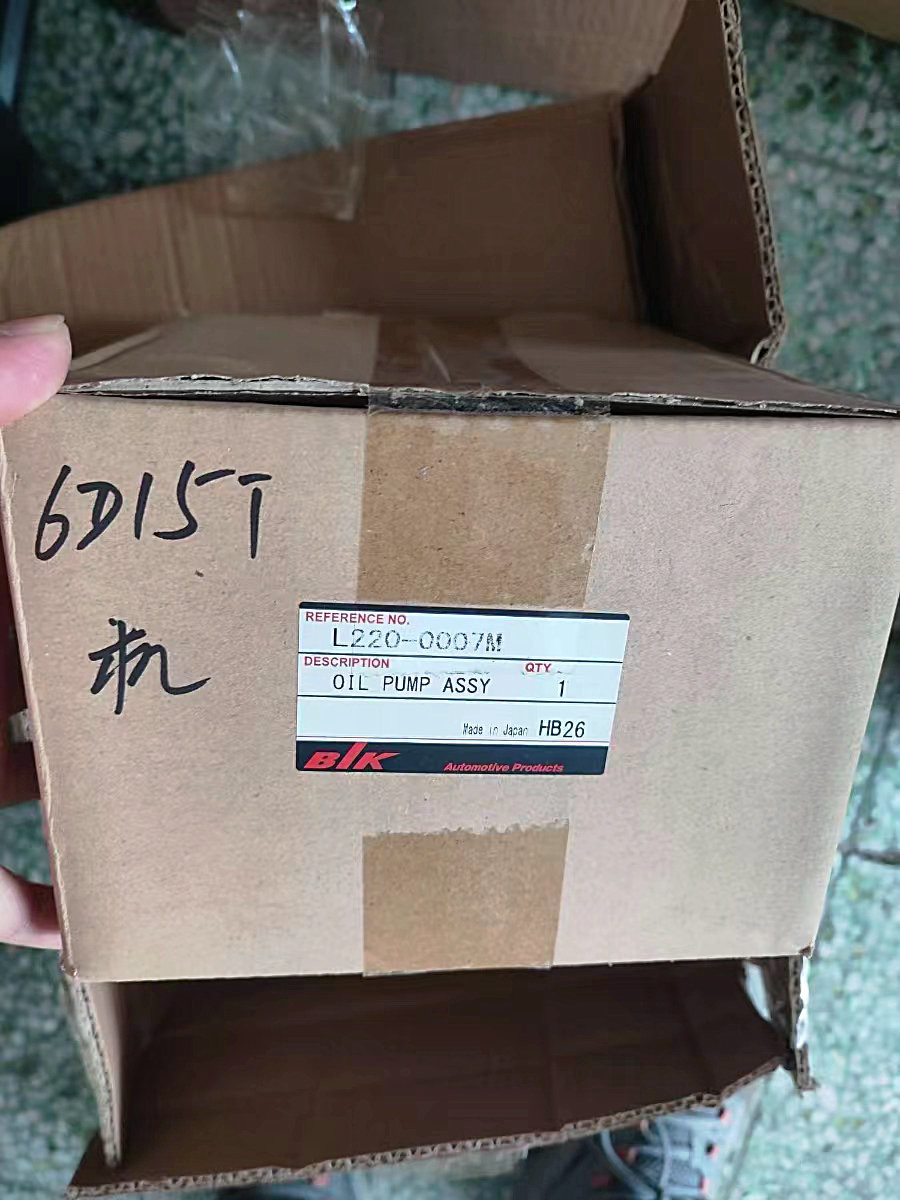 6D15T
机
REFERENCE NO.
L220-0007M
DESCRIPTION QTY
OIL PUMP ASSY 1
Made in Japan HB26
BIK Automotive Products